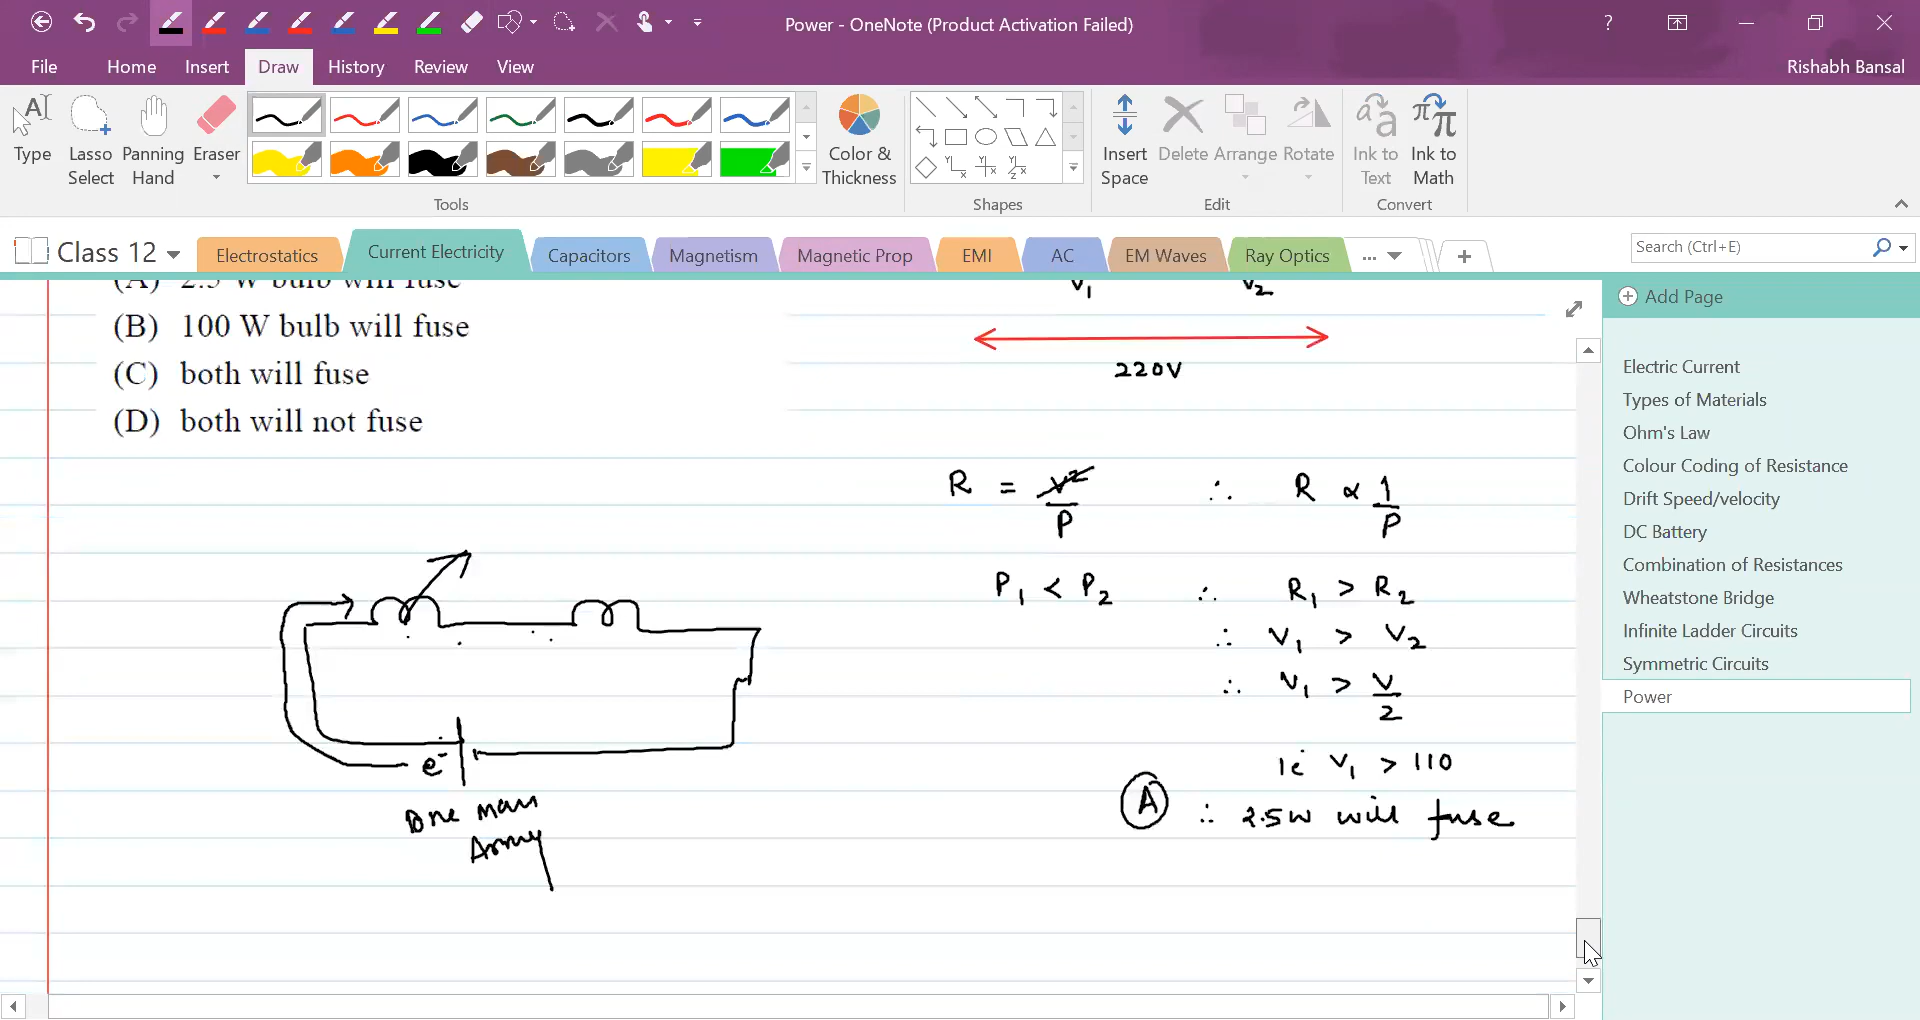 Power - OneNote (Product Activation Failed)
?
File Home Insert Draw History Review View
Rishabh Bansal
Type
Lasso Select
Panning Hand
Eraser
Color & Thickness
Insert Space
Delete
Arrange
Rotate
Ink to Text
Ink to Math
Tools
Shapes
Edit
Convert
Class 12
Electrostatics
Current Electricity
Capacitors
Magnetism
Magnetic Prop
EMI
AC
EM Waves
Ray Optics
...
Search (Ctrl+E)
Add Page
Electric Current
Types of Materials
Ohm's Law
Colour Coding of Resistance
Drift Speed/velocity
DC Battery
Combination of Resistances
Wheatstone Bridge
Infinite Ladder Circuits
Symmetric Circuits
Power
(A) 2.5 W bulb will fuse
(B) 100 W bulb will fuse
(C) both will fuse
(D) both will not fuse
V₁ V₂
220V
R = V²/P ∴ R ∝ 1/P
P₁ < P₂ ∴ R₁ > R₂
∴ V₁ > V₂
∴ V₁ > V/2
ie V₁ > 110
(A) ∴ 2.5W will fuse
e⁻
One man
Army